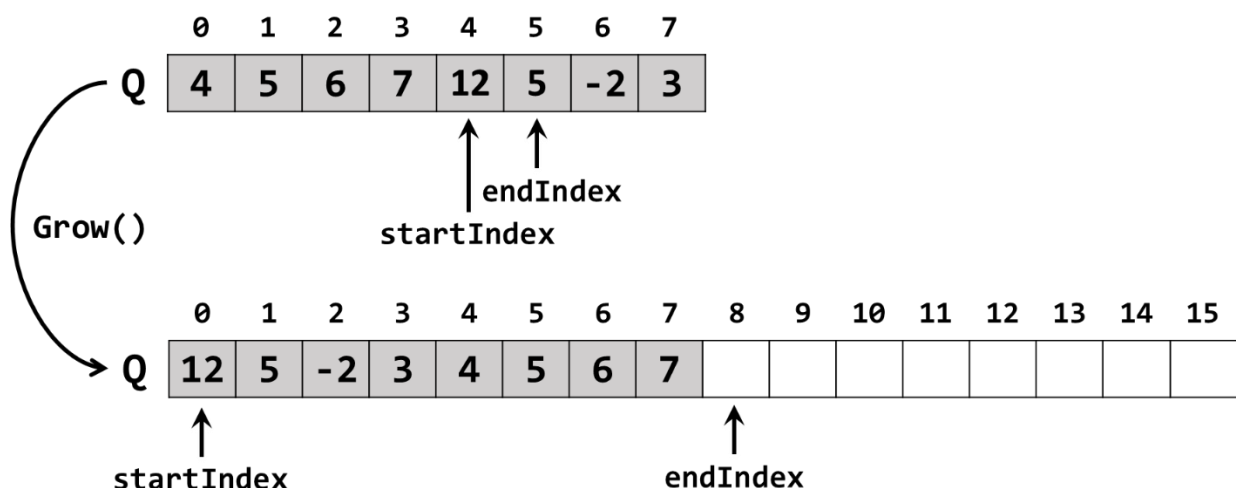 0 1 2 3 4 5 6 7
Q 4 5 6 7 12 5 -2 3
endIndex
Grow()
startIndex
0 1 2 3 4 5 6 7 8 9 10 11 12 13 14 15
Q 12 5 -2 3 4 5 6 7
startIndex endIndex